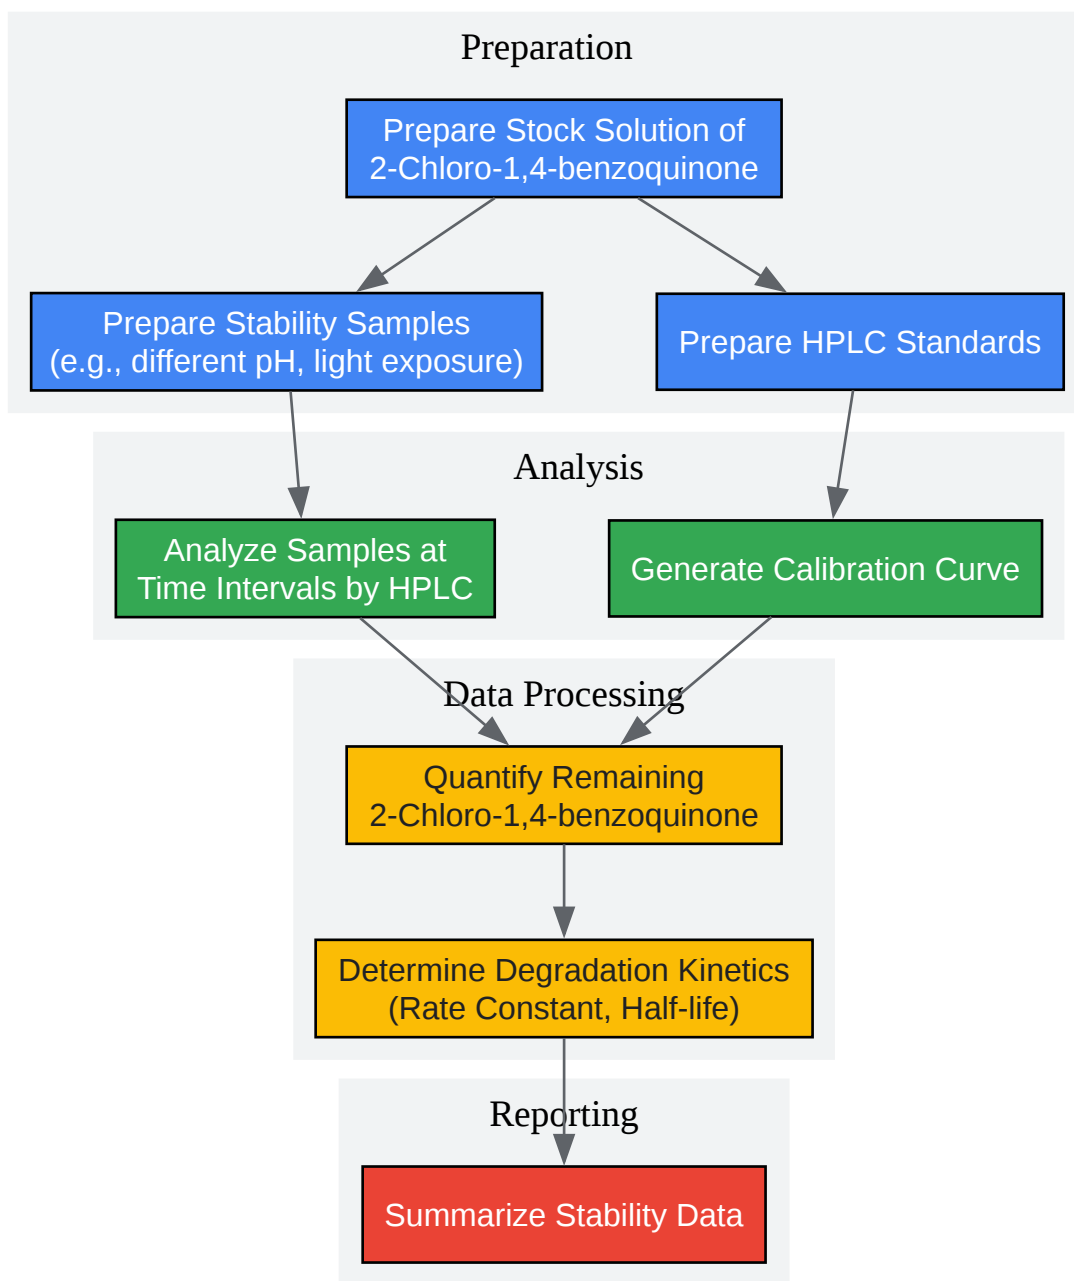 Preparation
Prepare Stock Solution of
2-Chloro-1,4-benzoquinone
Prepare Stability Samples
(e.g., different pH, light exposure)
Prepare HPLC Standards
Analysis
Analyze Samples at
Time Intervals by HPLC
Generate Calibration Curve
Data Processing
Quantify Remaining
2-Chloro-1,4-benzoquinone
Determine Degradation Kinetics
(Rate Constant, Half-life)
Reporting
Summarize Stability Data